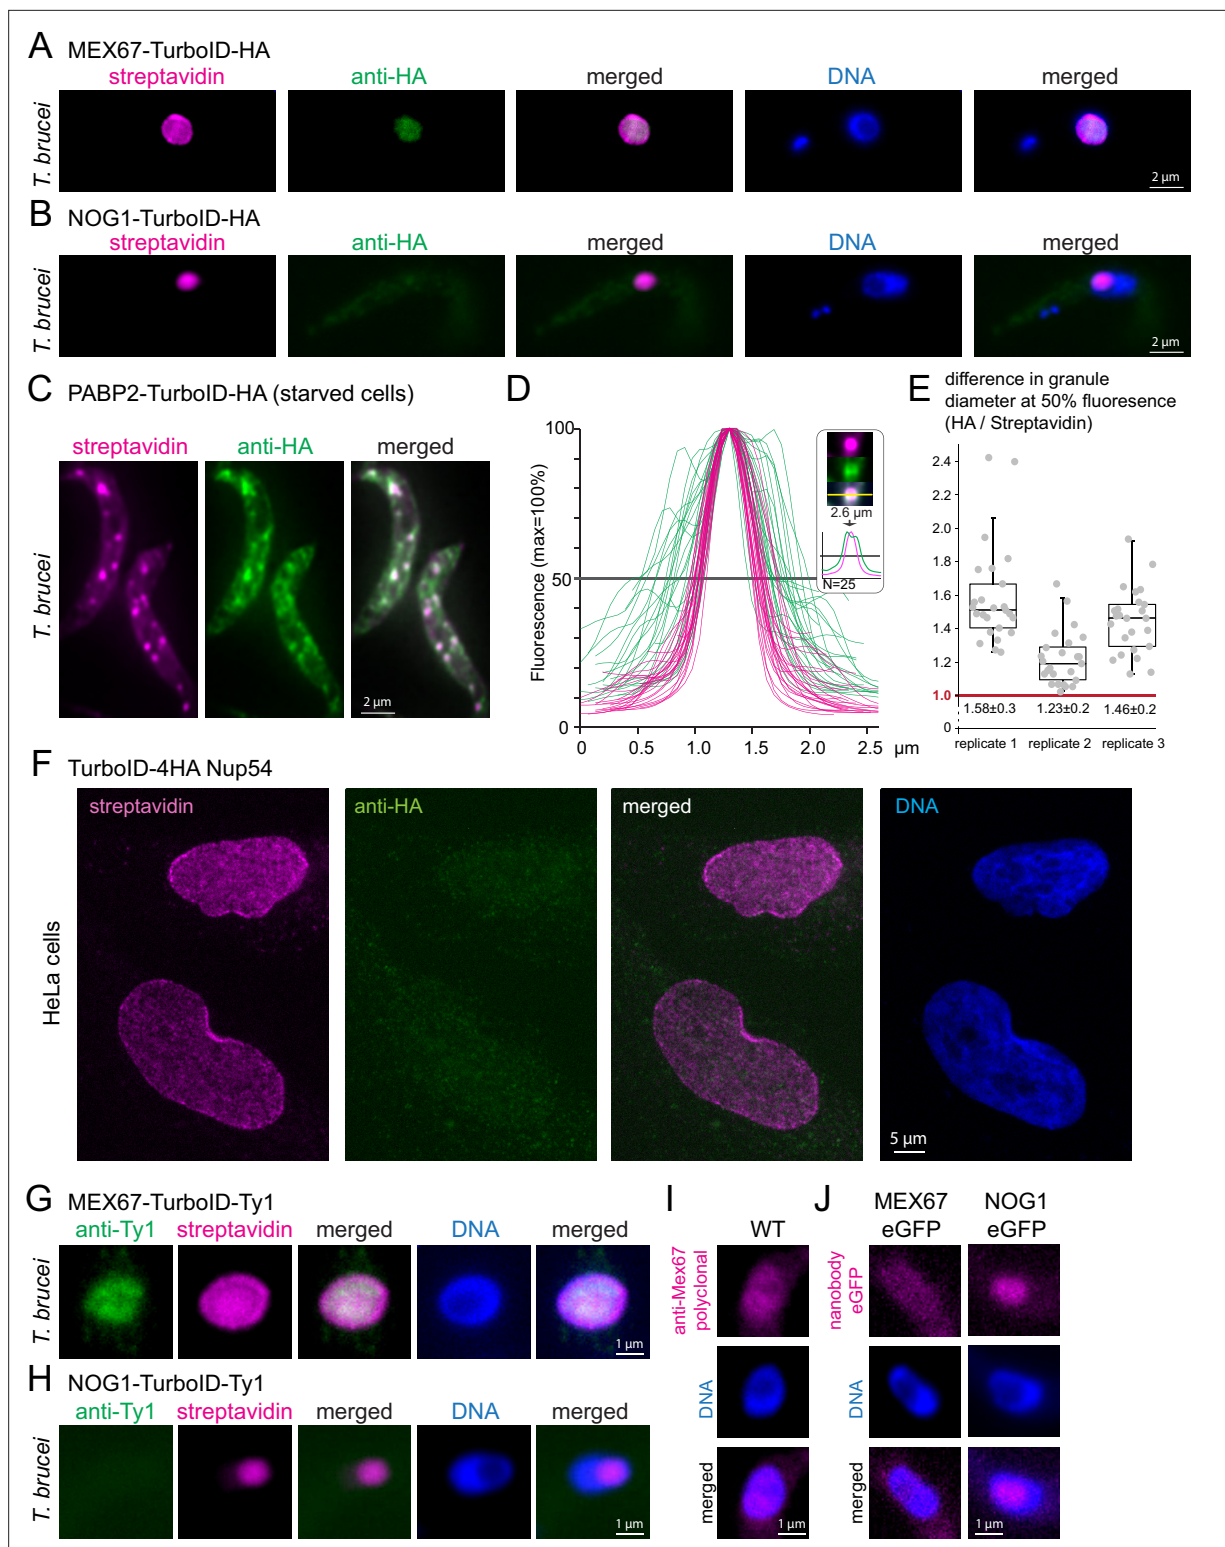 A MEX67-TurboID-HA
streptavidin anti-HA merged DNA merged
T. brucei
2 µm
B NOG1-TurboID-HA
streptavidin anti-HA merged DNA merged
T. brucei
2 µm
C PABP2-TurboID-HA (starved cells)
streptavidin anti-HA merged
T. brucei
2 µm
D
Fluorescence (max=100%)
100
50
0
0 0.5 1.0 1.5 2.0 2.5 µm
2.6 µm
N=25
E difference in granule
diameter at 50% fluoresence
(HA / Streptavidin)
2.4
2.2
2.0
1.8
1.6
1.4
1.2
1.0
0
1.58±0.3 1.23±0.2 1.46±0.2
replicate 1 replicate 2 replicate 3
F TurboID-4HA Nup54
streptavidin anti-HA merged DNA
HeLa cells
5 µm
G MEX67-TurboID-Ty1
anti-Ty1 streptavidin merged DNA merged
T. brucei
1 µm
H NOG1-TurboID-Ty1
anti-Ty1 streptavidin merged DNA merged
T. brucei
1 µm
I
WT
anti-Mex67
polyclonal
DNA
merged
1 µm
J MEX67 NOG1
eGFP eGFP
nanobody
eGFP
DNA
merged
1 µm